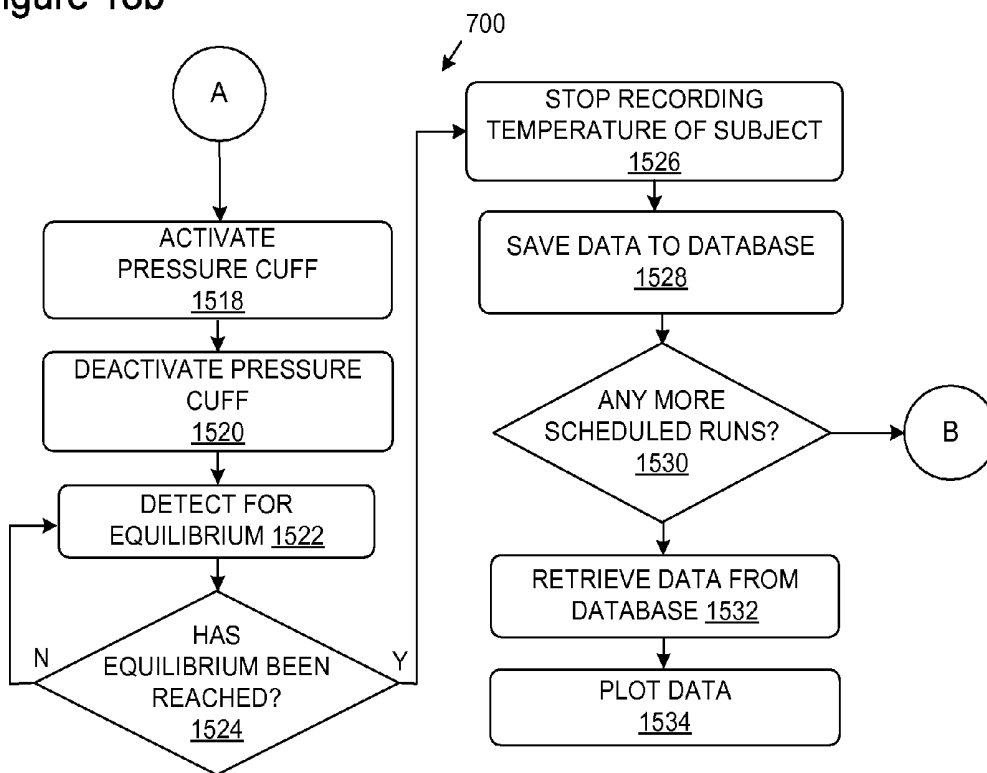 700
A
ACTIVATE
PRESSURE CUFF
1518
DEACTIVATE PRESSURE
CUFF
1520
DETECT FOR
EQUILIBRIUM 1522
N
HAS
EQUILIBRIUM BEEN
REACHED?
1524
Y
STOP RECORDING
TEMPERATURE OF SUBJECT
1526
SAVE DATA TO DATABASE
1528
ANY MORE
SCHEDULED RUNS?
1530
B
RETRIEVE DATA FROM
DATABASE 1532
PLOT DATA
1534